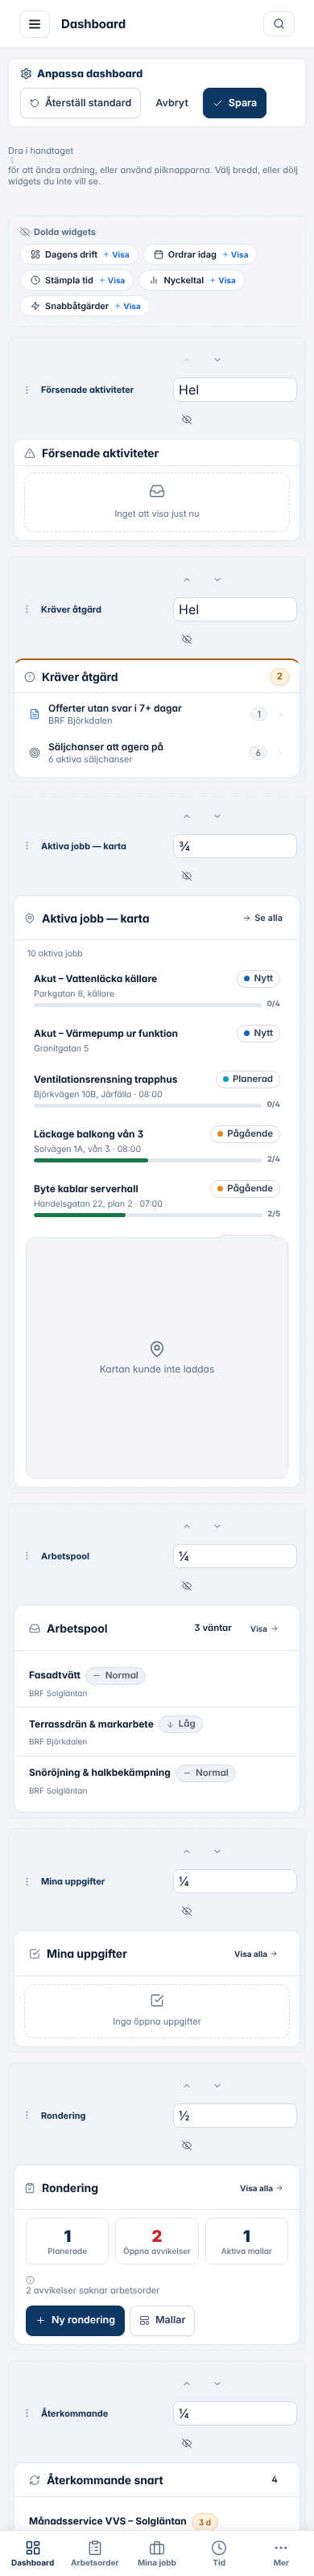 Dashboard
Anpassa dashboard
Återställ standard
Avbryt
Spara
Dra i handtaget
för att ändra ordning, eller använd pilknapparna. Välj bredd, eller dölj
widgets du inte vill se.
Dolda widgets
Dagens drift + Visa
Ordrar idag + Visa
Stämpla tid + Visa
Nyckeltal + Visa
Snabbåtgärder + Visa
Försenade aktiviteter
Hel
Försenade aktiviteter
Inget att visa just nu
Kräver åtgärd
Hel
Kräver åtgärd
2
Offerter utan svar i 7+ dagar
1
BRF Björkdalen
Säljchanser att agera på
6
6 aktiva säljchanser
Aktiva jobb — karta
¾
Aktiva jobb — karta
→ Se alla
10 aktiva jobb
Akut – Vattenläcka källare
Nytt
Parkgatan 8, källare
0/4
Akut – Värmepump ur funktion
Nytt
Granitgatan 5
Ventilationsrensning trapphus
Planerad
Björkvägen 10B, Järfälla · 08:00
0/4
Läckage balkong vån 3
Pågående
Solvägen 1A, vån 3 · 08:00
2/4
Byte kablar serverhall
Pågående
Handelsgatan 22, plan 2 · 07:00
2/5
Kartan kunde inte laddas
Arbetspool
¼
Arbetspool
3 väntar
Visa →
Fasadtvätt
Normal
BRF Solgläntan
Terrassdrän & markarbete
Låg
BRF Björkdalen
Snöröjning & halkbekämpning
Normal
BRF Solgläntan
Mina uppgifter
¼
Mina uppgifter
Visa alla →
Inga öppna uppgifter
Rondering
½
Rondering
Visa alla →
1
Planerade
2
Öppna avvikelser
1
Aktiva mallar
2 avvikelser saknar arbetsorder
+ Ny rondering
Mallar
Återkommande
¼
Återkommande snart
4
Månadsservice VVS – Solgläntan
3 d
Dashboard
Arbetsorder
Mina jobb
Tid
Mer